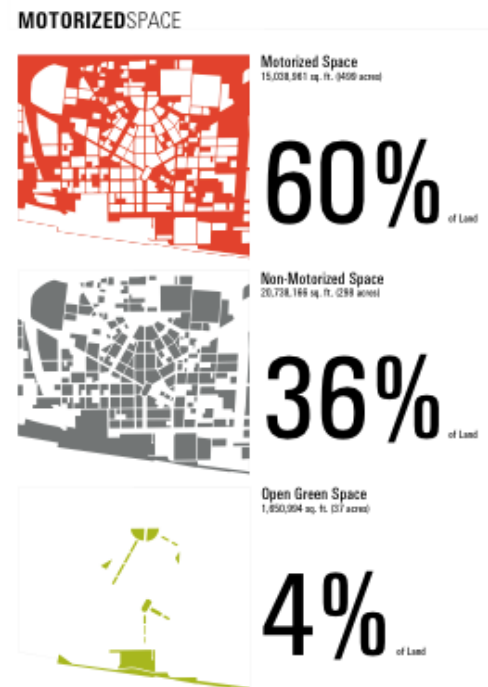 MOTORIZEDSPACE
Motorized Space
15,038,961 sq. ft. (499 acres)
60%
of Land
Non-Motorized Space
20,738,166 sq. ft. (298 acres)
36%
of Land
Open Green Space
1,650,994 sq. ft. (37 acres)
4%
of Land